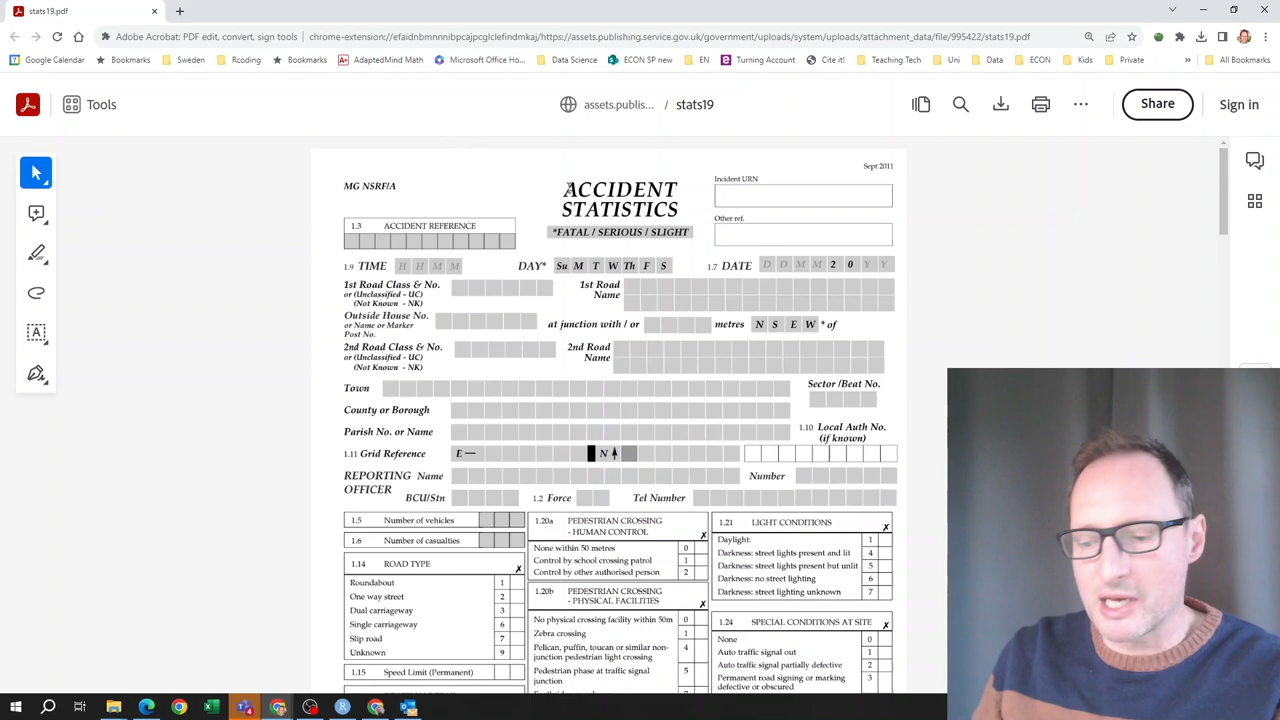 stats19.pdf
Adobe Acrobat: PDF edit, convert, sign tools | chrome-extension://efaidnbmnnnibpcajpcglclefindmkaj/https://assets.publishing.service.gov.uk/government/uploads/system/uploads/attachment_data/file/995422/stats19.pdf
Google Calendar Bookmarks Sweden Rcoding Bookmarks AdaptedMind Math Microsoft Office Ho... Data Science ECON SP new EN Turning Account Cite it! Teaching Tech Uni Data ECON Kids Private » All Bookmarks
Tools assets.publis... / stats19 Share Sign in
Sept 2011
MG NSRF/A
ACCIDENT
STATISTICS
*FATAL / SERIOUS / SLIGHT
Incident URN
Other ref.
1.3 ACCIDENT REFERENCE
1.9 TIME H H M M DAY* Su M T W Th F S 1.7 DATE D D M M 2 0 Y Y
1st Road Class & No.
or (Unclassified - UC)
(Not Known - NK)
1st Road
Name
Outside House No.
or Name or Marker
Post No.
at junction with / or metres N S E W * of
2nd Road Class & No.
or (Unclassified - UC)
(Not Known - NK)
2nd Road
Name
Town
Sector /Beat No.
County or Borough
Parish No. or Name
1.10 Local Auth No.
(if known)
1.11 Grid Reference E — N
REPORTING Name Number
OFFICER
BCU/Stn 1.2 Force Tel Number
1.5 Number of vehicles
1.6 Number of casualties
1.14 ROAD TYPE ✗
Roundabout 1
One way street 2
Dual carriageway 3
Single carriageway 6
Slip road 7
Unknown 9
1.15 Speed Limit (Permanent)
1.20a PEDESTRIAN CROSSING
- HUMAN CONTROL ✗
None within 50 metres 0
Control by school crossing patrol 1
Control by other authorised person 2
1.20b PEDESTRIAN CROSSING
- PHYSICAL FACILITIES ✗
No physical crossing facility within 50m 0
Zebra crossing 1
Pelican, puffin, toucan or similar non- 4
junction pedestrian light crossing
Pedestrian phase at traffic signal 5
junction
1.21 LIGHT CONDITIONS ✗
Daylight: 1
Darkness: street lights present and lit 4
Darkness: street lights present but unlit 5
Darkness: no street lighting 6
Darkness: street lighting unknown 7
1.24 SPECIAL CONDITIONS AT SITE ✗
None 0
Auto traffic signal out 1
Auto traffic signal partially defective 2
Permanent road signing or marking 3
defective or obscured